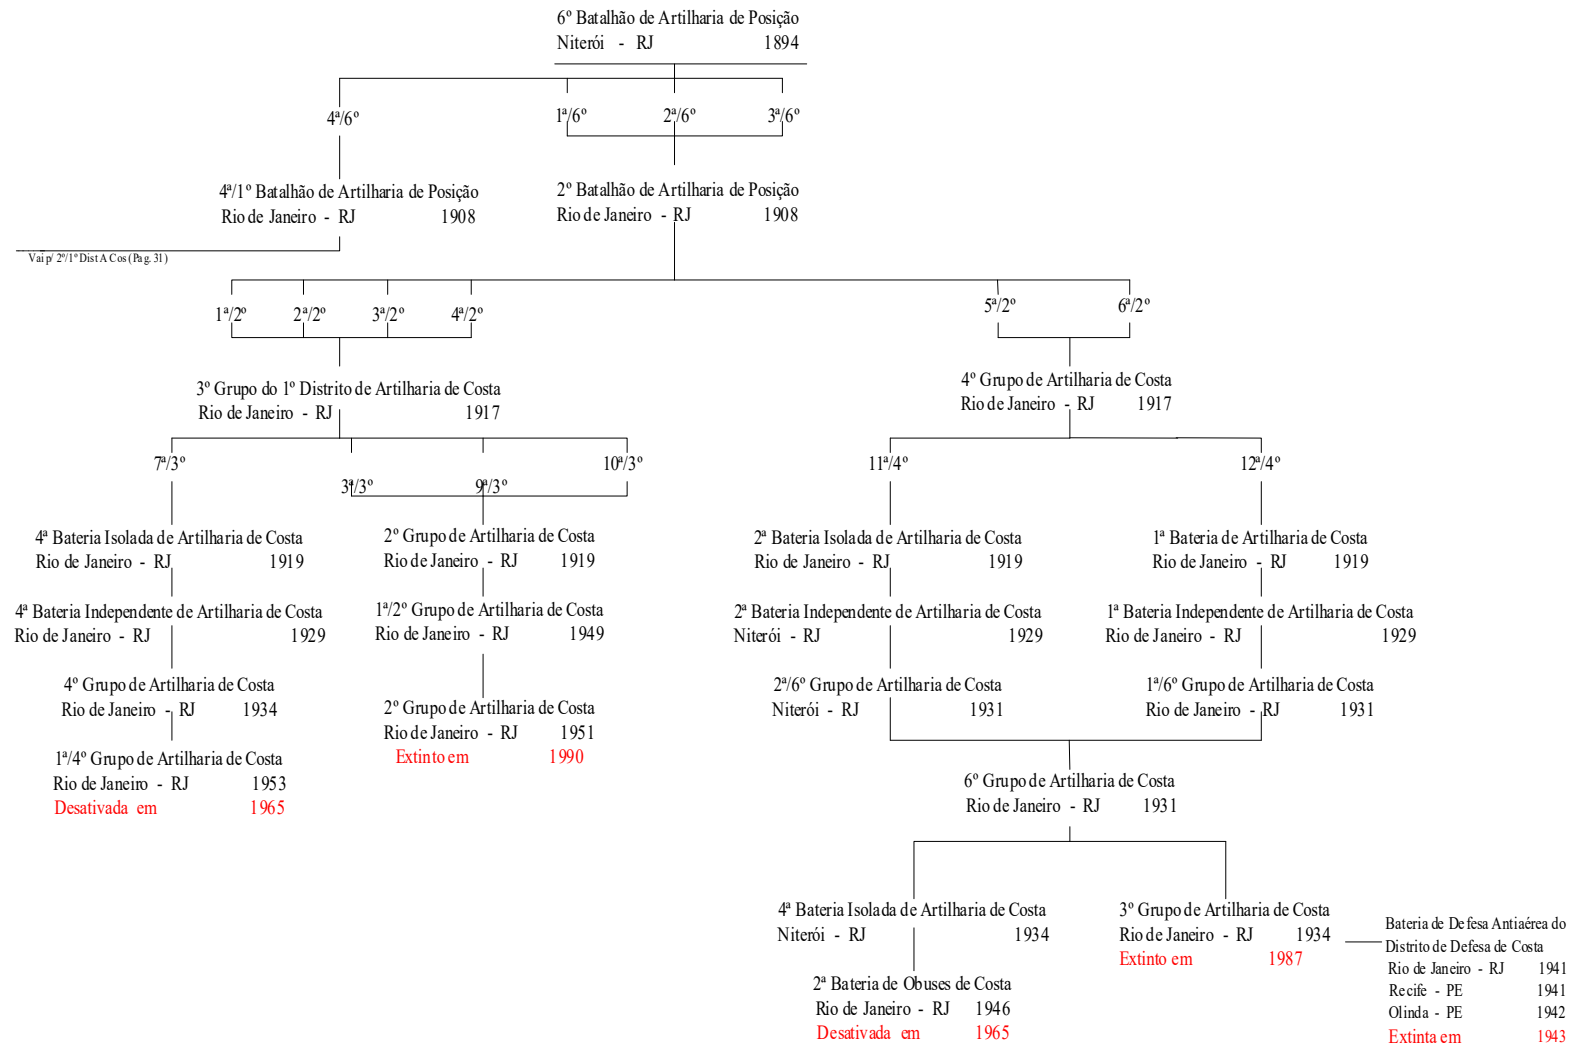 6º Batalhão de Artilharia de Posição
Niterói - RJ 1894
4ª/6º
1ª/6º 2ª/6º 3ª/6º
4ª/1º Batalhão de Artilharia de Posição
Rio de Janeiro - RJ 1908
2º Batalhão de Artilharia de Posição
Rio de Janeiro - RJ 1908
Vai p/ 2º/1º Dist A Cos (Pag. 31)
1ª/2º 2ª/2º 3ª/2º 4ª/2º
5ª/2º 6ª/2º
3º Grupo do 1º Distrito de Artilharia de Costa
Rio de Janeiro - RJ 1917
4º Grupo de Artilharia de Costa
Rio de Janeiro - RJ 1917
7ª/3º 10ª/3º
3ª/3º 9ª/3º
11ª/4º 12ª/4º
4ª Bateria Isolada de Artilharia de Costa
Rio de Janeiro - RJ 1919
2º Grupo de Artilharia de Costa
Rio de Janeiro - RJ 1919
2ª Bateria Isolada de Artilharia de Costa
Rio de Janeiro - RJ 1919
1ª Bateria de Artilharia de Costa
Rio de Janeiro - RJ 1919
4ª Bateria Independente de Artilharia de Costa
Rio de Janeiro - RJ 1929
1ª/2º Grupo de Artilharia de Costa
Rio de Janeiro - RJ 1949
2ª Bateria Independente de Artilharia de Costa
Niterói - RJ 1929
1ª Bateria Independente de Artilharia de Costa
Rio de Janeiro - RJ 1929
4º Grupo de Artilharia de Costa
Rio de Janeiro - RJ 1934
2º Grupo de Artilharia de Costa
Rio de Janeiro - RJ 1951
Extinto em 1990
2ª/6º Grupo de Artilharia de Costa
Niterói - RJ 1931
1ª/6º Grupo de Artilharia de Costa
Rio de Janeiro - RJ 1931
1ª/4º Grupo de Artilharia de Costa
Rio de Janeiro - RJ 1953
Desativada em 1965
6º Grupo de Artilharia de Costa
Rio de Janeiro - RJ 1931
4ª Bateria Isolada de Artilharia de Costa
Niterói - RJ 1934
3º Grupo de Artilharia de Costa
Rio de Janeiro - RJ 1934
Extinto em 1987
Bateria de Defesa Antiaérea do
Distrito de Defesa de Costa
Rio de Janeiro - RJ 1941
Recife - PE 1941
Olinda - PE 1942
Extinta em 1943
2ª Bateria de Obuses de Costa
Rio de Janeiro - RJ 1946
Desativada em 1965